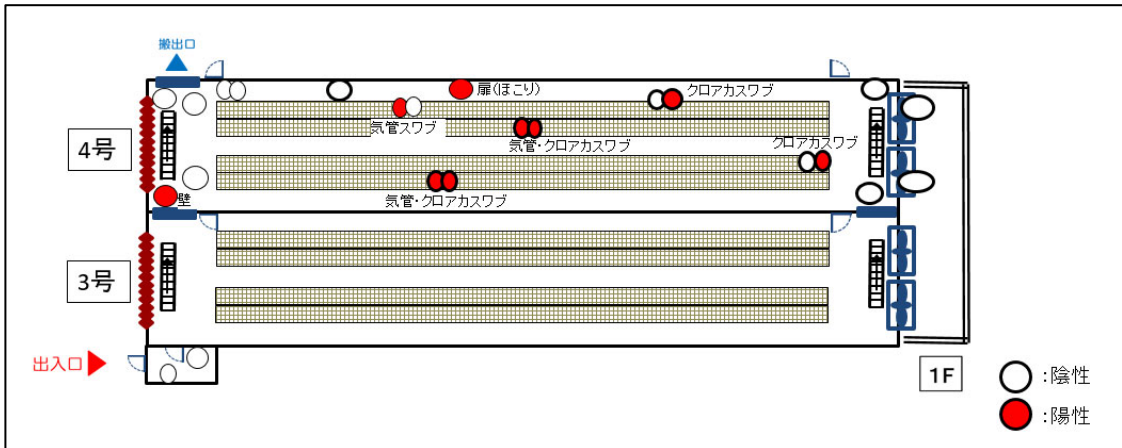 搬出口
扉(ほこり)
クロアカスワブ
気管スワブ
4号
気管・クロアカスワブ
クロアカスワブ
壁
気管・クロアカスワブ
3号
出入口
1F
:陰性
:陽性